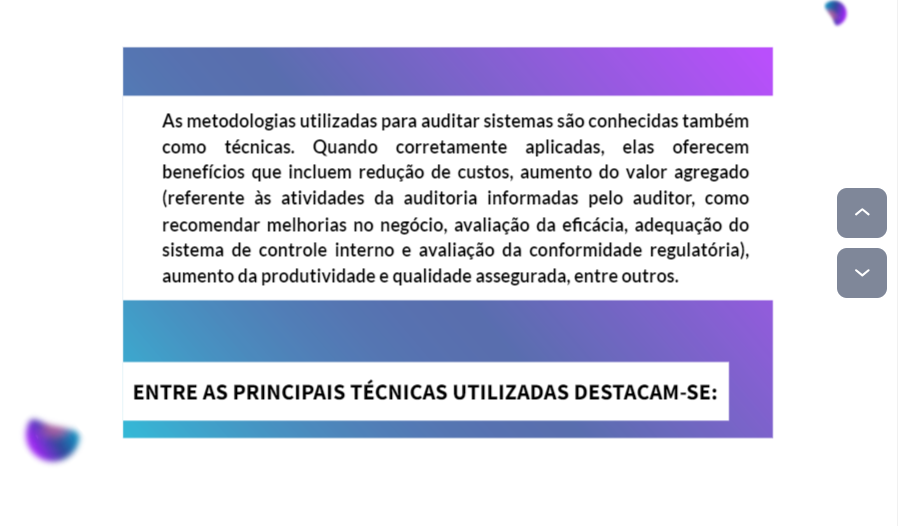 As metodologias utilizadas para auditar sistemas são conhecidas também
como técnicas. Quando corretamente aplicadas, elas oferecem
benefícios que incluem redução de custos, aumento do valor agregado
(referente às atividades da auditoria informadas pelo auditor, como
recomendar melhorias no negócio, avaliação da eficácia, adequação do
sistema de controle interno e avaliação da conformidade regulatória),
aumento da produtividade e qualidade assegurada, entre outros.
ENTRE AS PRINCIPAIS TÉCNICAS UTILIZADAS DESTACAM-SE: